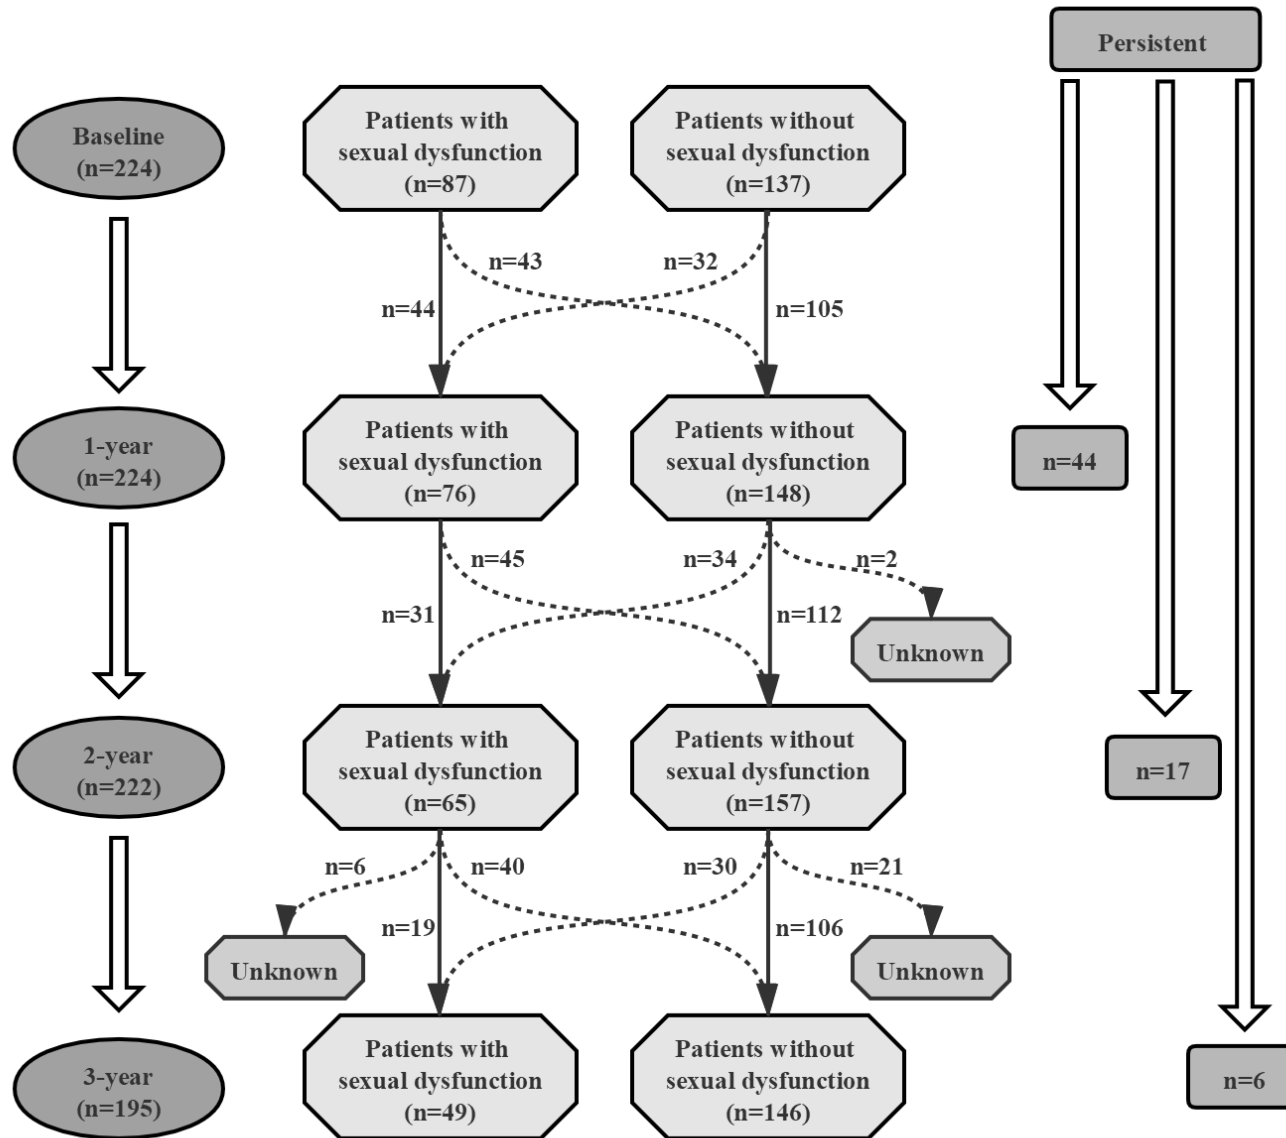 Persistent
Baseline
(n=224)
Patients with
sexual dysfunction
(n=87)
Patients without
sexual dysfunction
(n=137)
n=43
n=32
n=44
n=105
1-year
(n=224)
Patients with
sexual dysfunction
(n=76)
Patients without
sexual dysfunction
(n=148)
n=44
n=45
n=34
n=2
n=31
n=112
Unknown
2-year
(n=222)
Patients with
sexual dysfunction
(n=65)
Patients without
sexual dysfunction
(n=157)
n=17
n=6
n=40
n=30
n=21
n=19
n=106
Unknown
Unknown
3-year
(n=195)
Patients with
sexual dysfunction
(n=49)
Patients without
sexual dysfunction
(n=146)
n=6